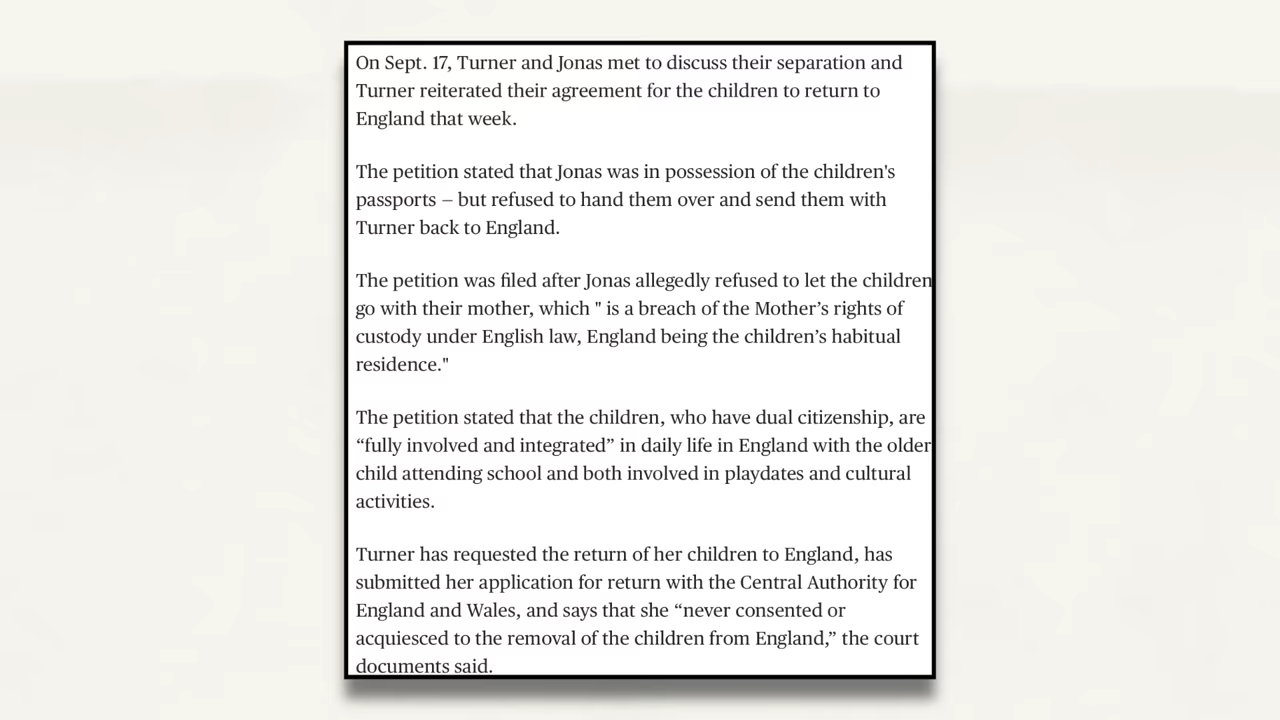 On Sept. 17, Turner and Jonas met to discuss their separation and
Turner reiterated their agreement for the children to return to
England that week.
The petition stated that Jonas was in possession of the children's
passports — but refused to hand them over and send them with
Turner back to England.
The petition was filed after Jonas allegedly refused to let the children
go with their mother, which " is a breach of the Mother’s rights of
custody under English law, England being the children’s habitual
residence."
The petition stated that the children, who have dual citizenship, are
“fully involved and integrated” in daily life in England with the older
child attending school and both involved in playdates and cultural
activities.
Turner has requested the return of her children to England, has
submitted her application for return with the Central Authority for
England and Wales, and says that she “never consented or
acquiesced to the removal of the children from England,” the court
documents said.